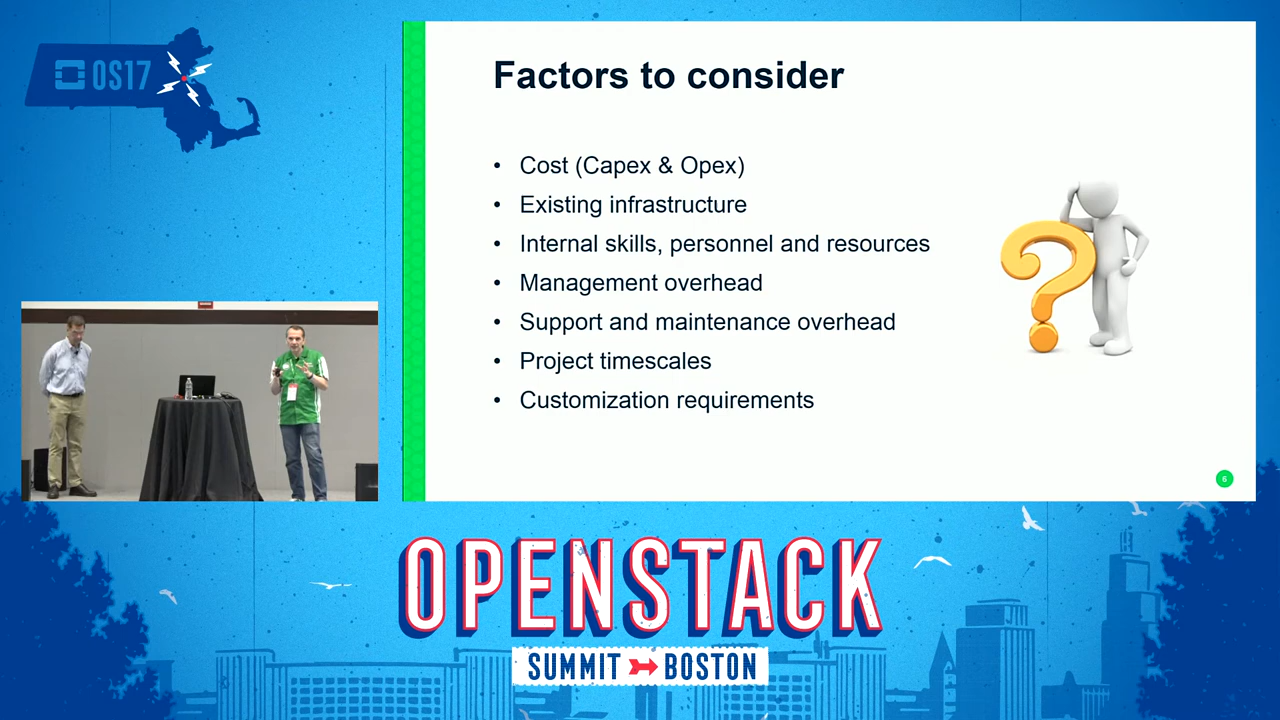 OS17
Factors to consider
• Cost (Capex & Opex)
• Existing infrastructure
• Internal skills, personnel and resources
• Management overhead
• Support and maintenance overhead
• Project timescales
• Customization requirements
6
OPENSTACK
SUMMIT BOSTON